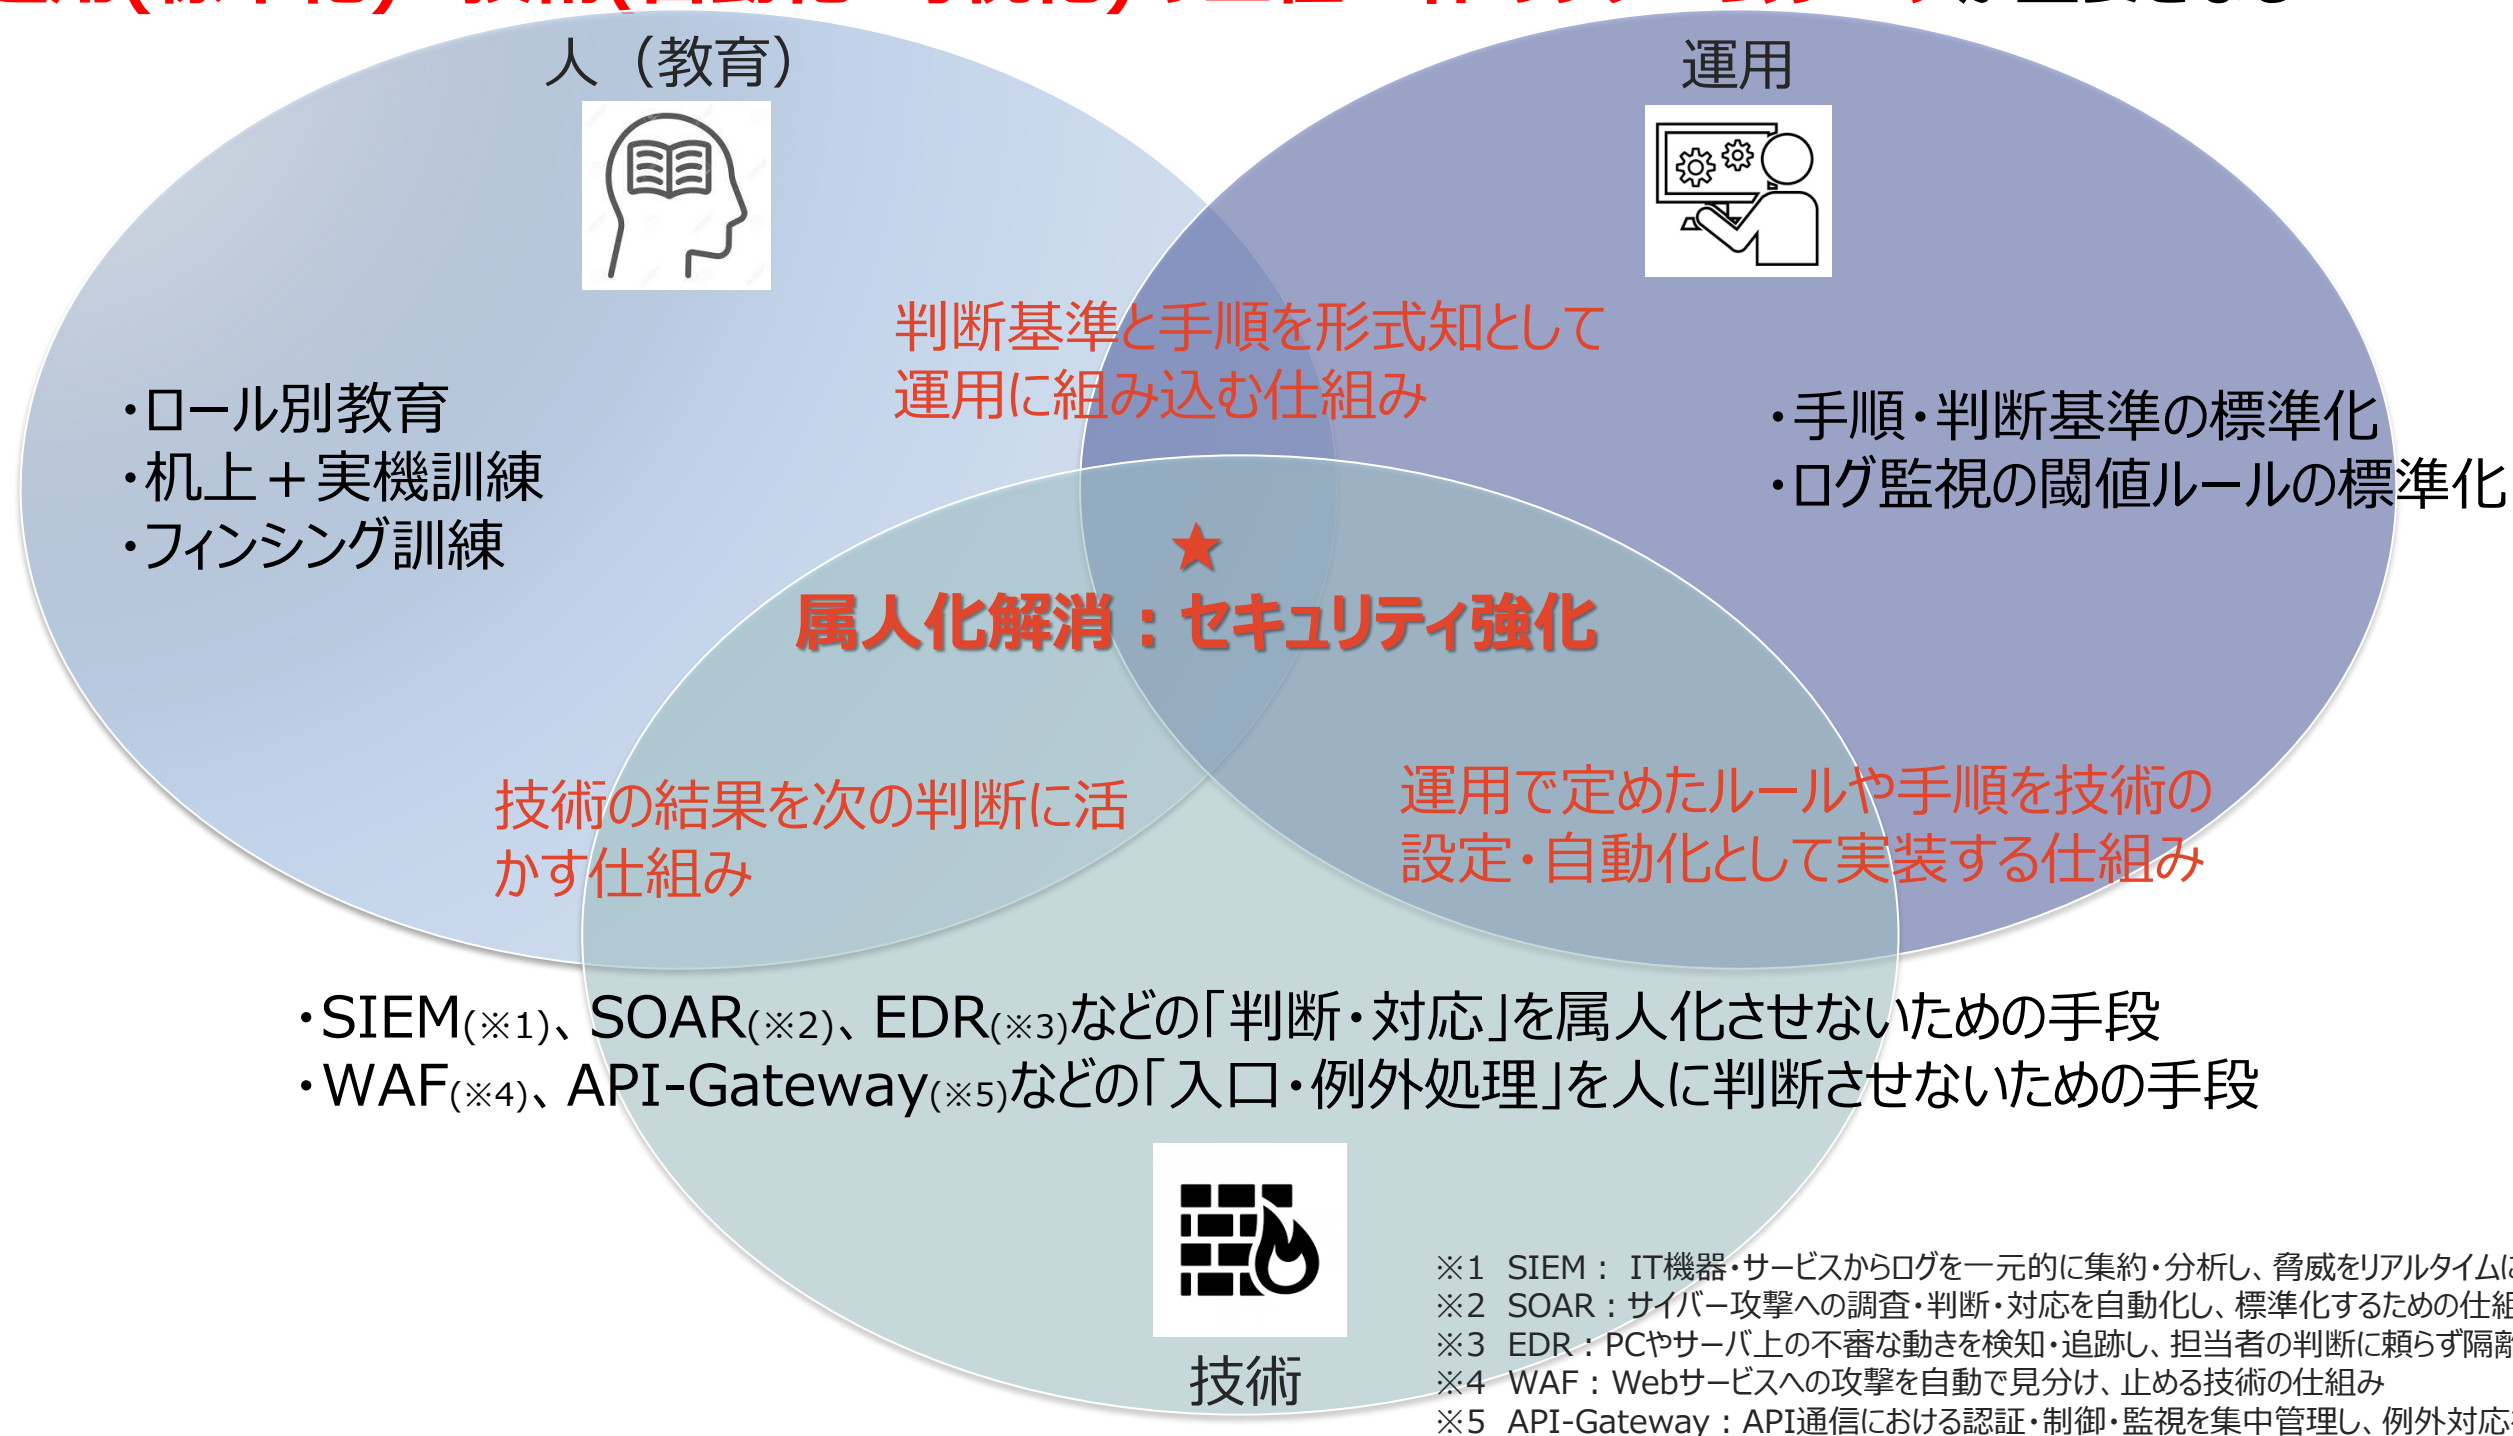 が重要となる
人（教育）
運用
判断基準と手順を形式知として
運用に組み込む仕組み
・ロール別教育
・机上＋実機訓練
・フィンシング訓練
・手順・判断基準の標準化
・ログ監視の閾値ルールの標準化
★
属人化解消：セキュリティ強化
技術の結果を次の判断に活
かす仕組み
運用で定めたルールや手順を技術の
設定・自動化として実装する仕組み
・SIEM(※1)、SOAR(※2)、EDR(※3)などの「判断・対応」を属人化させないための手段
・WAF(※4)、API-Gateway(※5)などの「入口・例外処理」を人に判断させないための手段
技術
※1 SIEM： IT機器・サービスからログを一元的に集約・分析し、脅威をリアルタイムに
※2 SOAR：サイバー攻撃への調査・判断・対応を自動化し、標準化するための仕組
※3 EDR：PCやサーバ上の不審な動きを検知・追跡し、担当者の判断に頼らず隔離
※4 WAF：Webサービスへの攻撃を自動で見分け、止める技術の仕組み
※5 API-Gateway：API通信における認証・制御・監視を集中管理し、例外対応